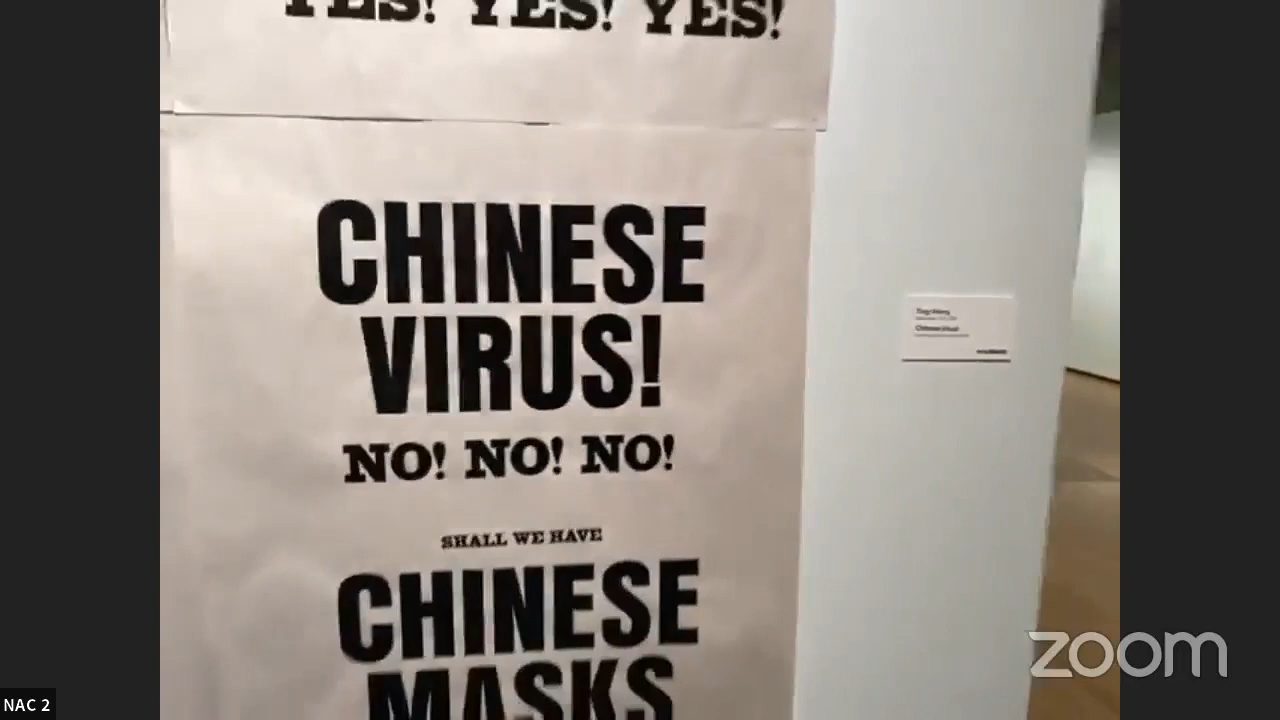 YES! YES! YES!
CHINESE
VIRUS!
NO! NO! NO!
SHALL WE HAVE
CHINESE
MASKS
zoom
NAC 2